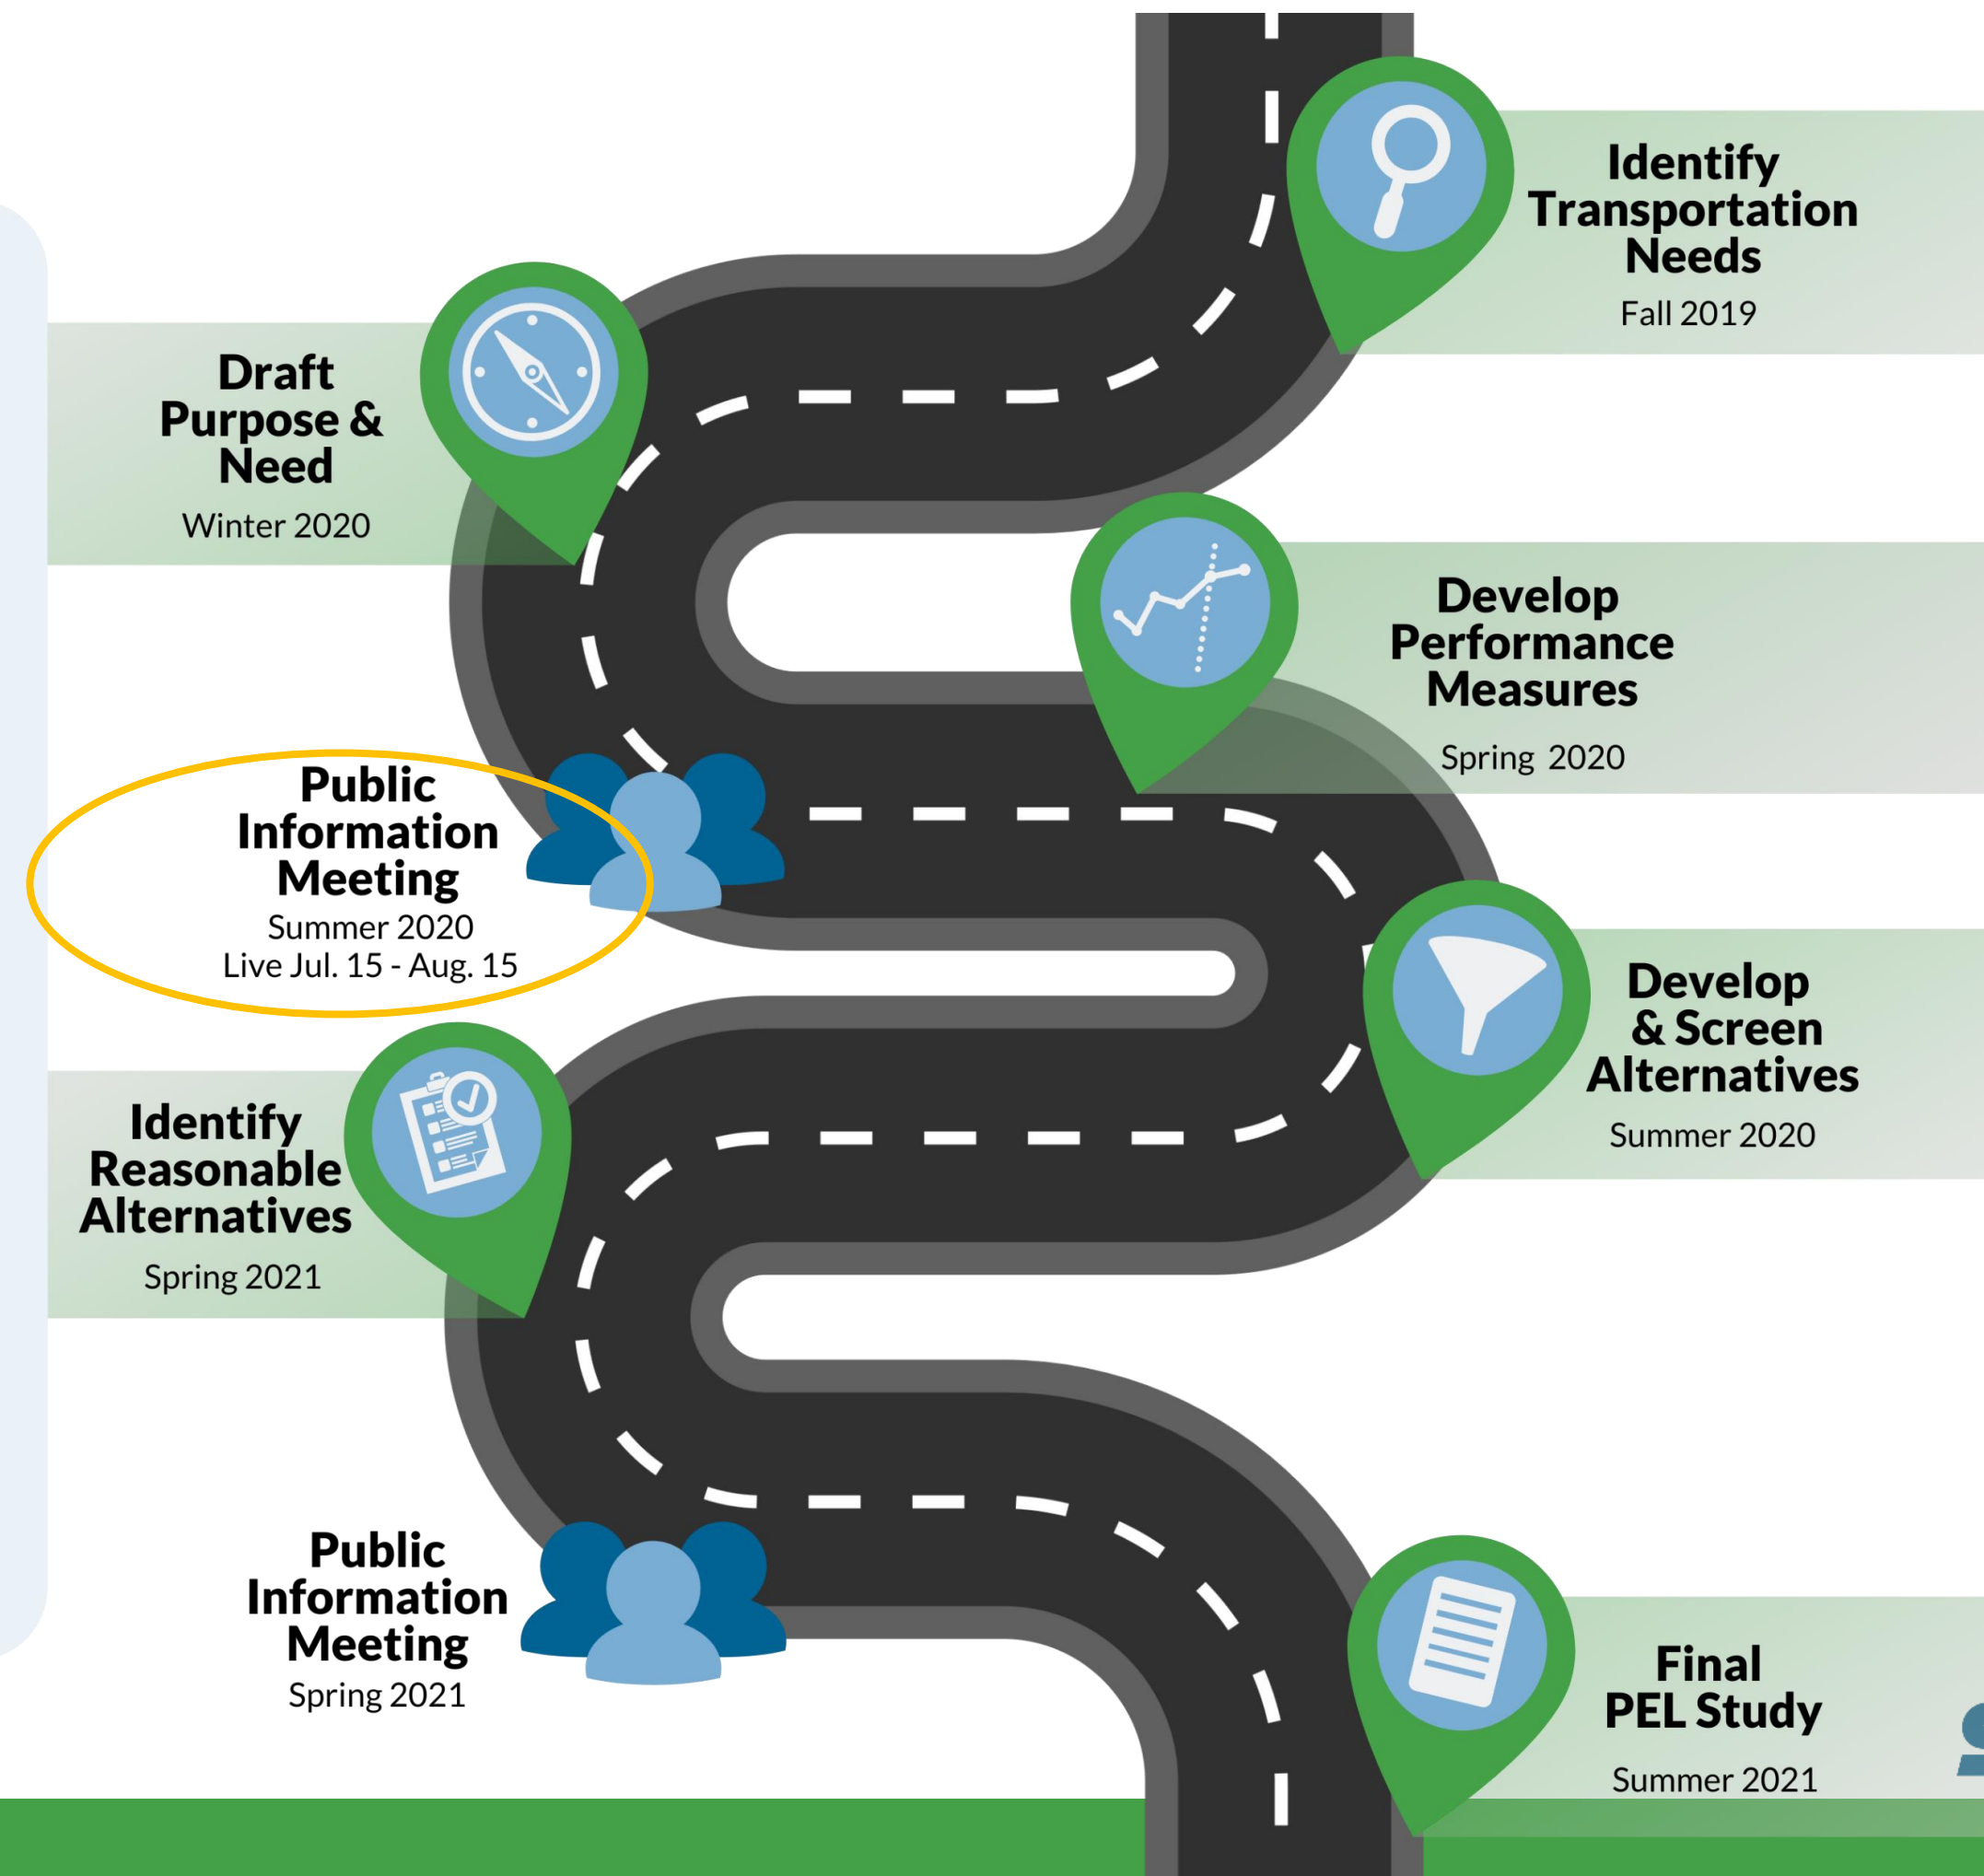 Identify
Transportation
Needs
Fall 2019
Draft
Purpose &
Need
Winter 2020
Develop
Performance
Measures
Spring 2020
Public
Information
Meeting
Summer 2020
Live Jul. 15 - Aug. 15
Develop
& Screen
Alternatives
Summer 2020
Identify
Reasonable
Alternatives
Spring 2021
Public
Information
Meeting
Spring 2021
Final
PEL Study
Summer 2021